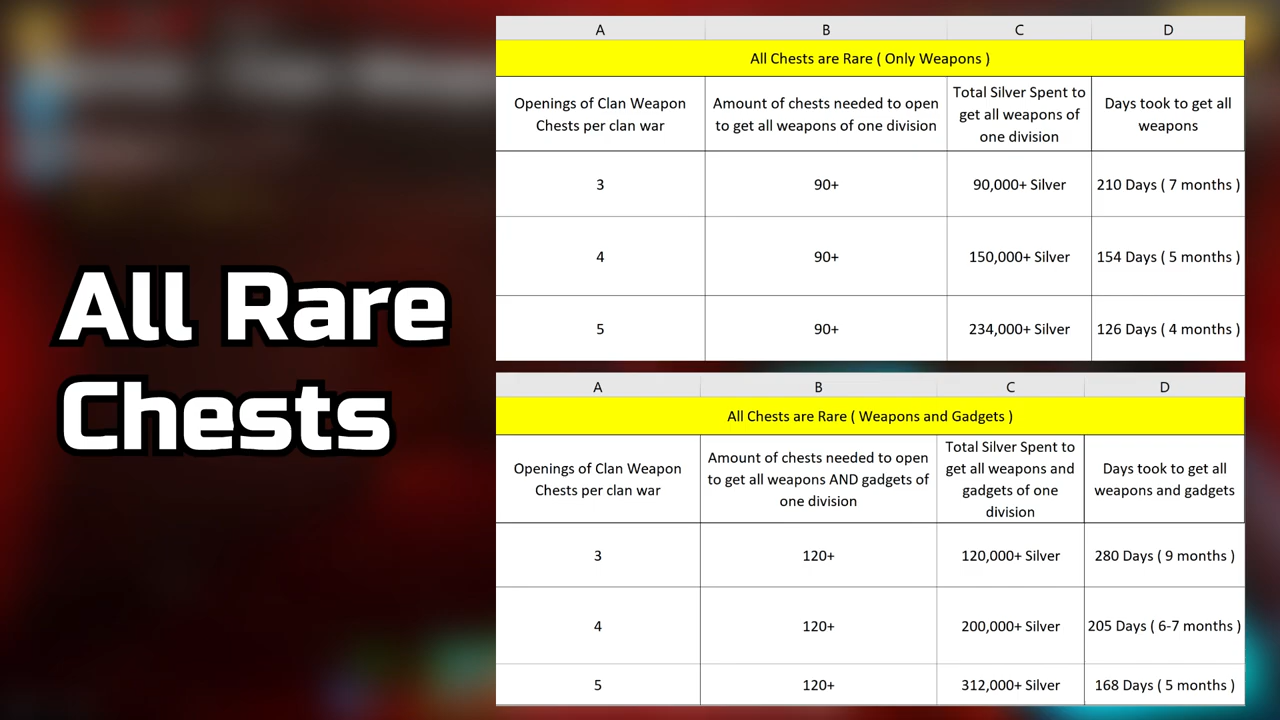 All Rare
Chests
A B C D
All Chests are Rare ( Only Weapons )
Openings of Clan Weapon
Chests per clan war
Amount of chests needed to open
to get all weapons of one division
Total Silver Spent to
get all weapons of
one division
Days took to get all
weapons
3 90+ 90,000+ Silver 210 Days ( 7 months )
4 90+ 150,000+ Silver 154 Days ( 5 months )
5 90+ 234,000+ Silver 126 Days ( 4 months )
A B C D
All Chests are Rare ( Weapons and Gadgets )
Openings of Clan Weapon
Chests per clan war
Amount of chests needed to open
to get all weapons AND gadgets of
one division
Total Silver Spent to
get all weapons and
gadgets of one
division
Days took to get all
weapons and gadgets
3 120+ 120,000+ Silver 280 Days ( 9 months )
4 120+ 200,000+ Silver 205 Days ( 6-7 months )
5 120+ 312,000+ Silver 168 Days ( 5 months )